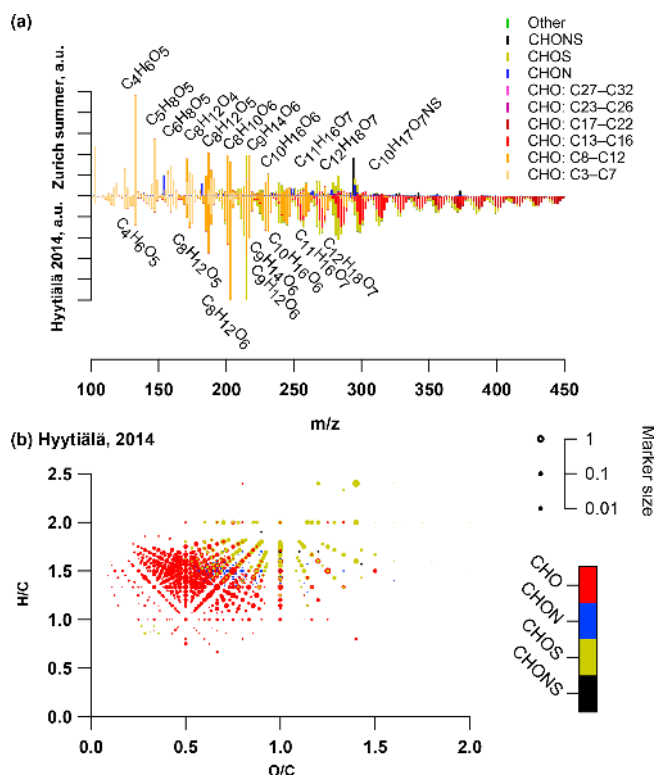 (a)
Zurich summer, a.u.
Hyytiälä 2014, a.u.
C4H6O5
C5H8O5
C6H8O5
C8H12O4
C8H12O5
C8H10O6
C9H14O6
C10H16O6
C11H16O7
C12H18O7
C10H17O7NS
Other
CHONS
CHOS
CHON
CHO: C27–C32
CHO: C23–C26
CHO: C17–C22
CHO: C13–C16
CHO: C8–C12
CHO: C3–C7
C4H6O5
C8H12O5
C8H12O6
C9H14O6
C9H12O6
C10H16O6
C11H16O7
C12H18O7
100 150 200 250 300 350 400 450
m/z
(b) Hyytiälä, 2014
H/C
2.5
2.0
1.5
1.0
0.5
0.0
0.0 0.5 1.0 1.5 2.0
O/C
1
0.1
0.01
Marker size
CHO
CHON
CHOS
CHONS